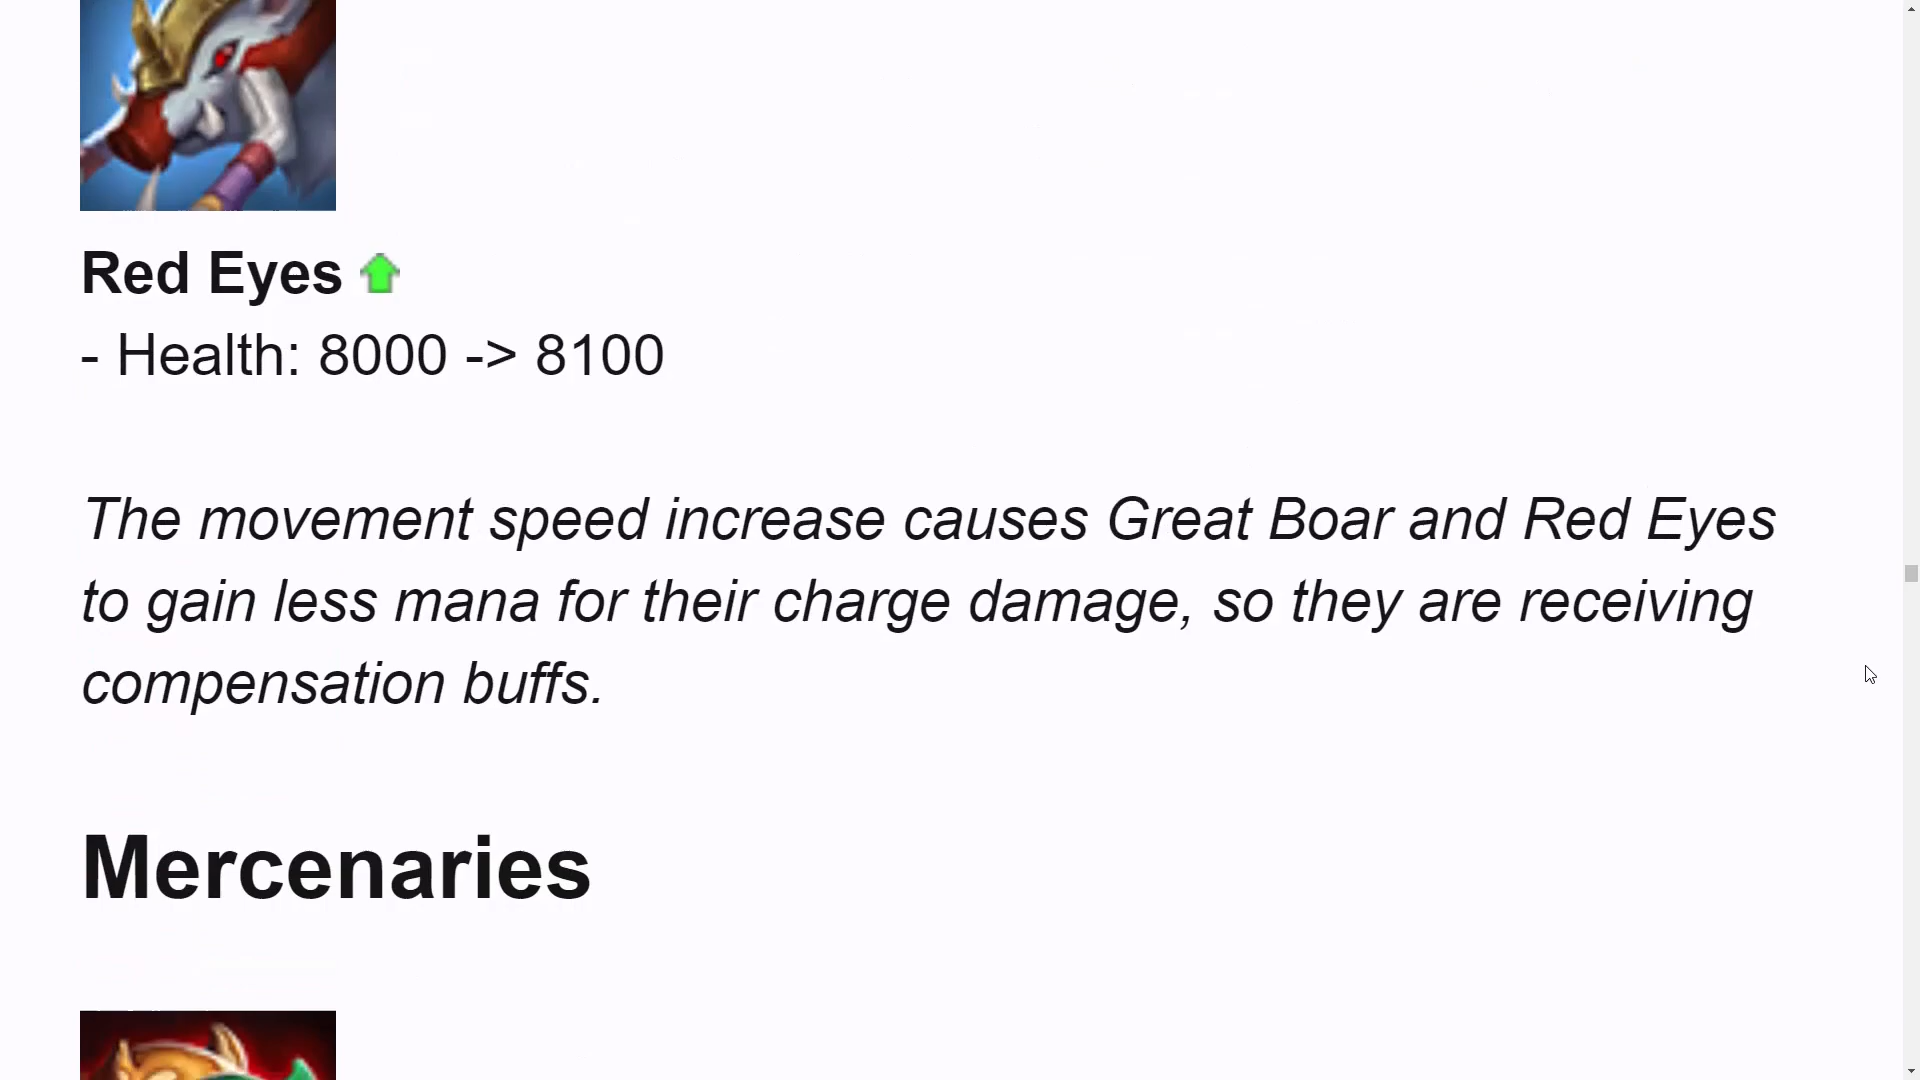 Red Eyes
- Health: 8000 -> 8100
The movement speed increase causes Great Boar and Red Eyes
to gain less mana for their charge damage, so they are receiving
compensation buffs.
Mercenaries